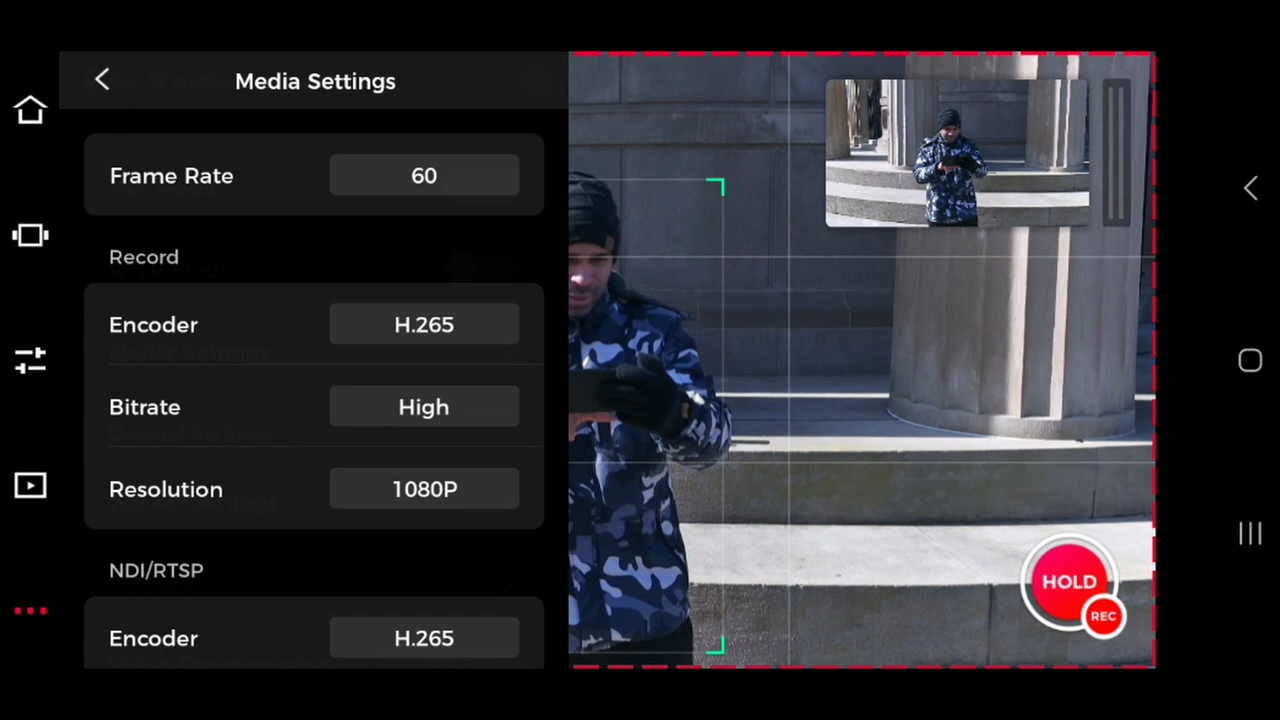 Media Settings
Frame Rate 60
Record
Encoder H.265
Bitrate High
Resolution 1080P
NDI/RTSP
Encoder H.265
HOLD
REC